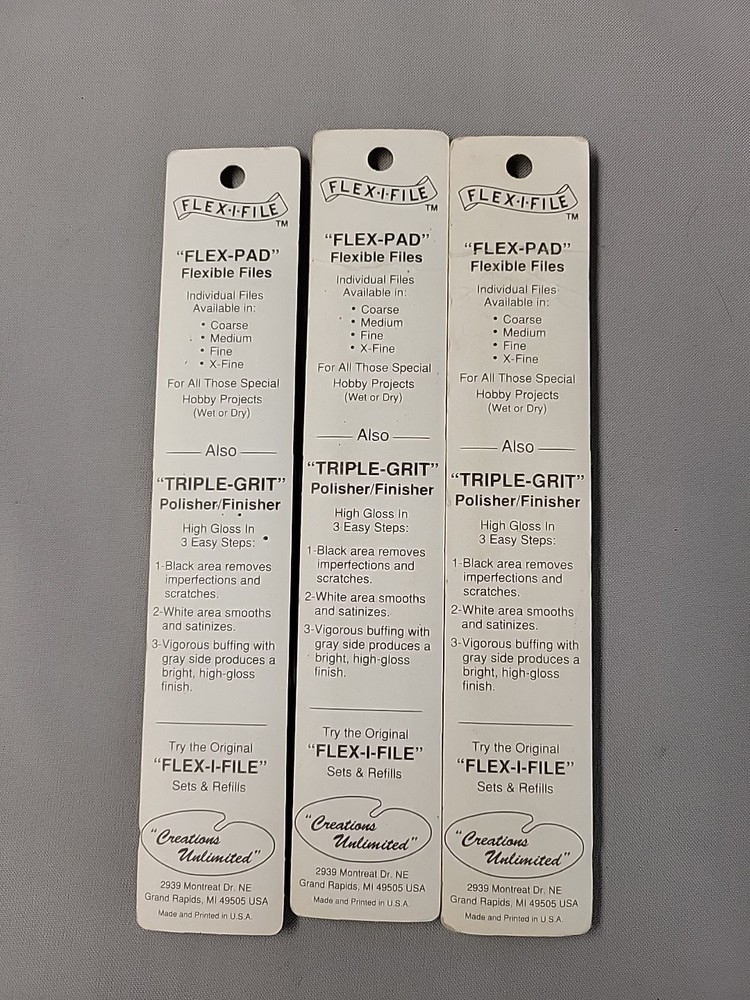 FLEX-I-FILE
TM
"FLEX-PAD"
Flexible Files
Individual Files
Available in:
• Coarse
• Medium
• Fine
• X-Fine
For All Those Special
Hobby Projects
(Wet or Dry)
Also
"TRIPLE-GRIT"
Polisher/Finisher
High Gloss In
3 Easy Steps:
1-Black area removes
imperfections and
scratches.
2-White area smooths
and satinizes.
3-Vigorous buffing with
gray side produces a
bright, high-gloss
finish.
Try the Original
"FLEX-I-FILE"
Sets & Refills
"Creations
Unlimited"
2939 Montreat Dr. NE
Grand Rapids, MI 49505 USA
Made and Printed in U.S.A.
FLEX-I-FILE
TM
"FLEX-PAD"
Flexible Files
Individual Files
Available in:
• Coarse
• Medium
• Fine
• X-Fine
For All Those Special
Hobby Projects
(Wet or Dry)
Also
"TRIPLE-GRIT"
Polisher/Finisher
High Gloss In
3 Easy Steps:
1-Black area removes
imperfections and
scratches.
2-White area smooths
and satinizes.
3-Vigorous buffing with
gray side produces a
bright, high-gloss
finish.
Try the Original
"FLEX-I-FILE"
Sets & Refills
"Creations
Unlimited"
2939 Montreat Dr. NE
Grand Rapids, MI 49505 USA
Made and Printed in U.S.A.
FLEX-I-FILE
TM
"FLEX-PAD"
Flexible Files
Individual Files
Available in:
• Coarse
• Medium
• Fine
• X-Fine
For All Those Special
Hobby Projects
(Wet or Dry)
Also
"TRIPLE-GRIT"
Polisher/Finisher
High Gloss In
3 Easy Steps:
1-Black area removes
imperfections and
scratches.
2-White area smooths
and satinizes.
3-Vigorous buffing with
gray side produces a
bright, high-gloss
finish.
Try the Original
"FLEX-I-FILE"
Sets & Refills
"Creations
Unlimited"
2939 Montreat Dr. NE
Grand Rapids, MI 49505 USA
Made and Printed in U.S.A.